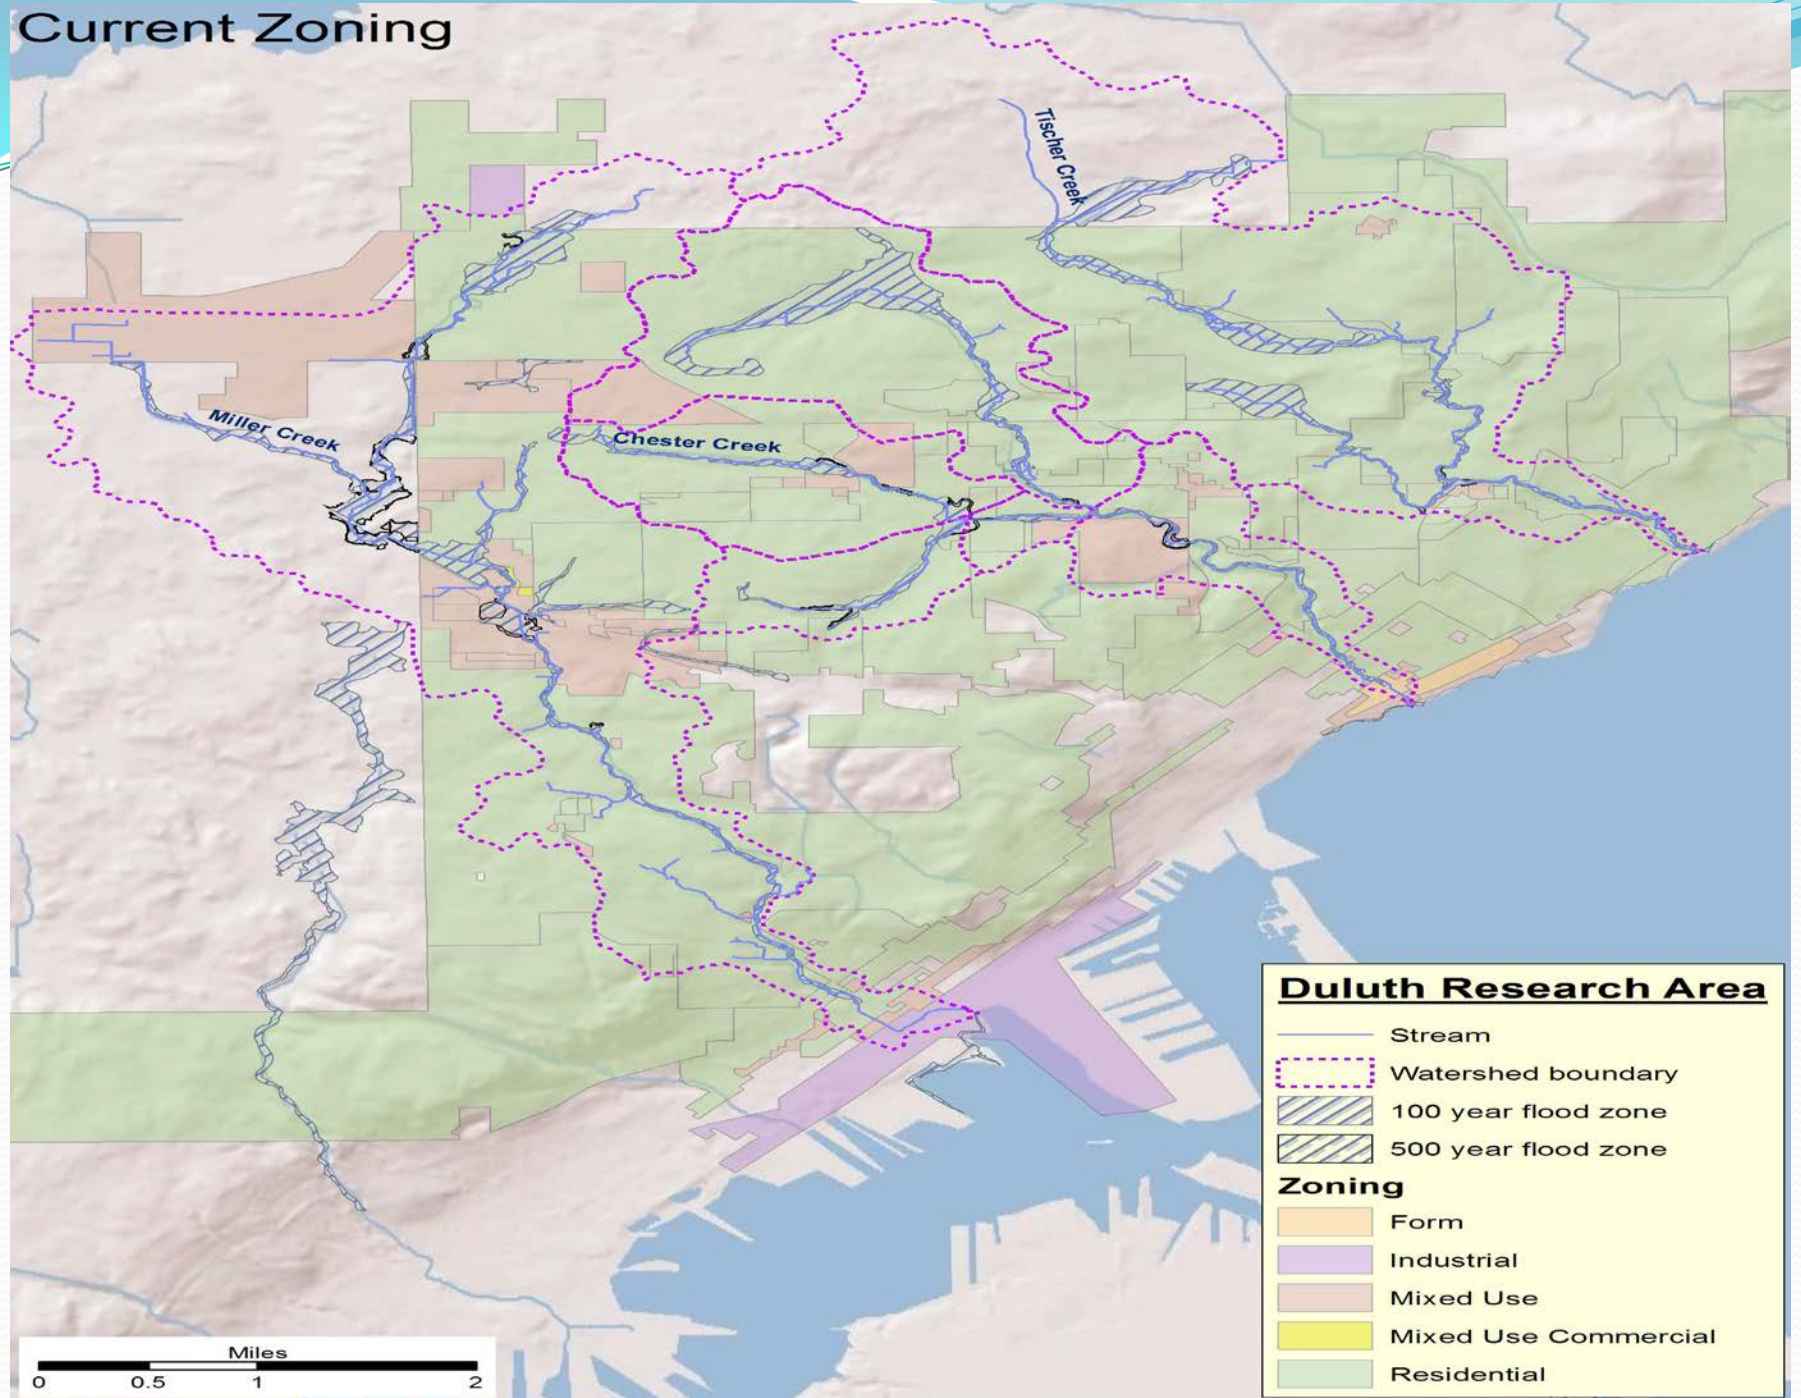 Current Zoning
Tischer Creek
Miller Creek
Chester Creek
Duluth Research Area
Stream
Watershed boundary
100 year flood zone
500 year flood zone
Zoning
Form
Industrial
Mixed Use
Mixed Use Commercial
Residential
Miles
0 0.5 1 2